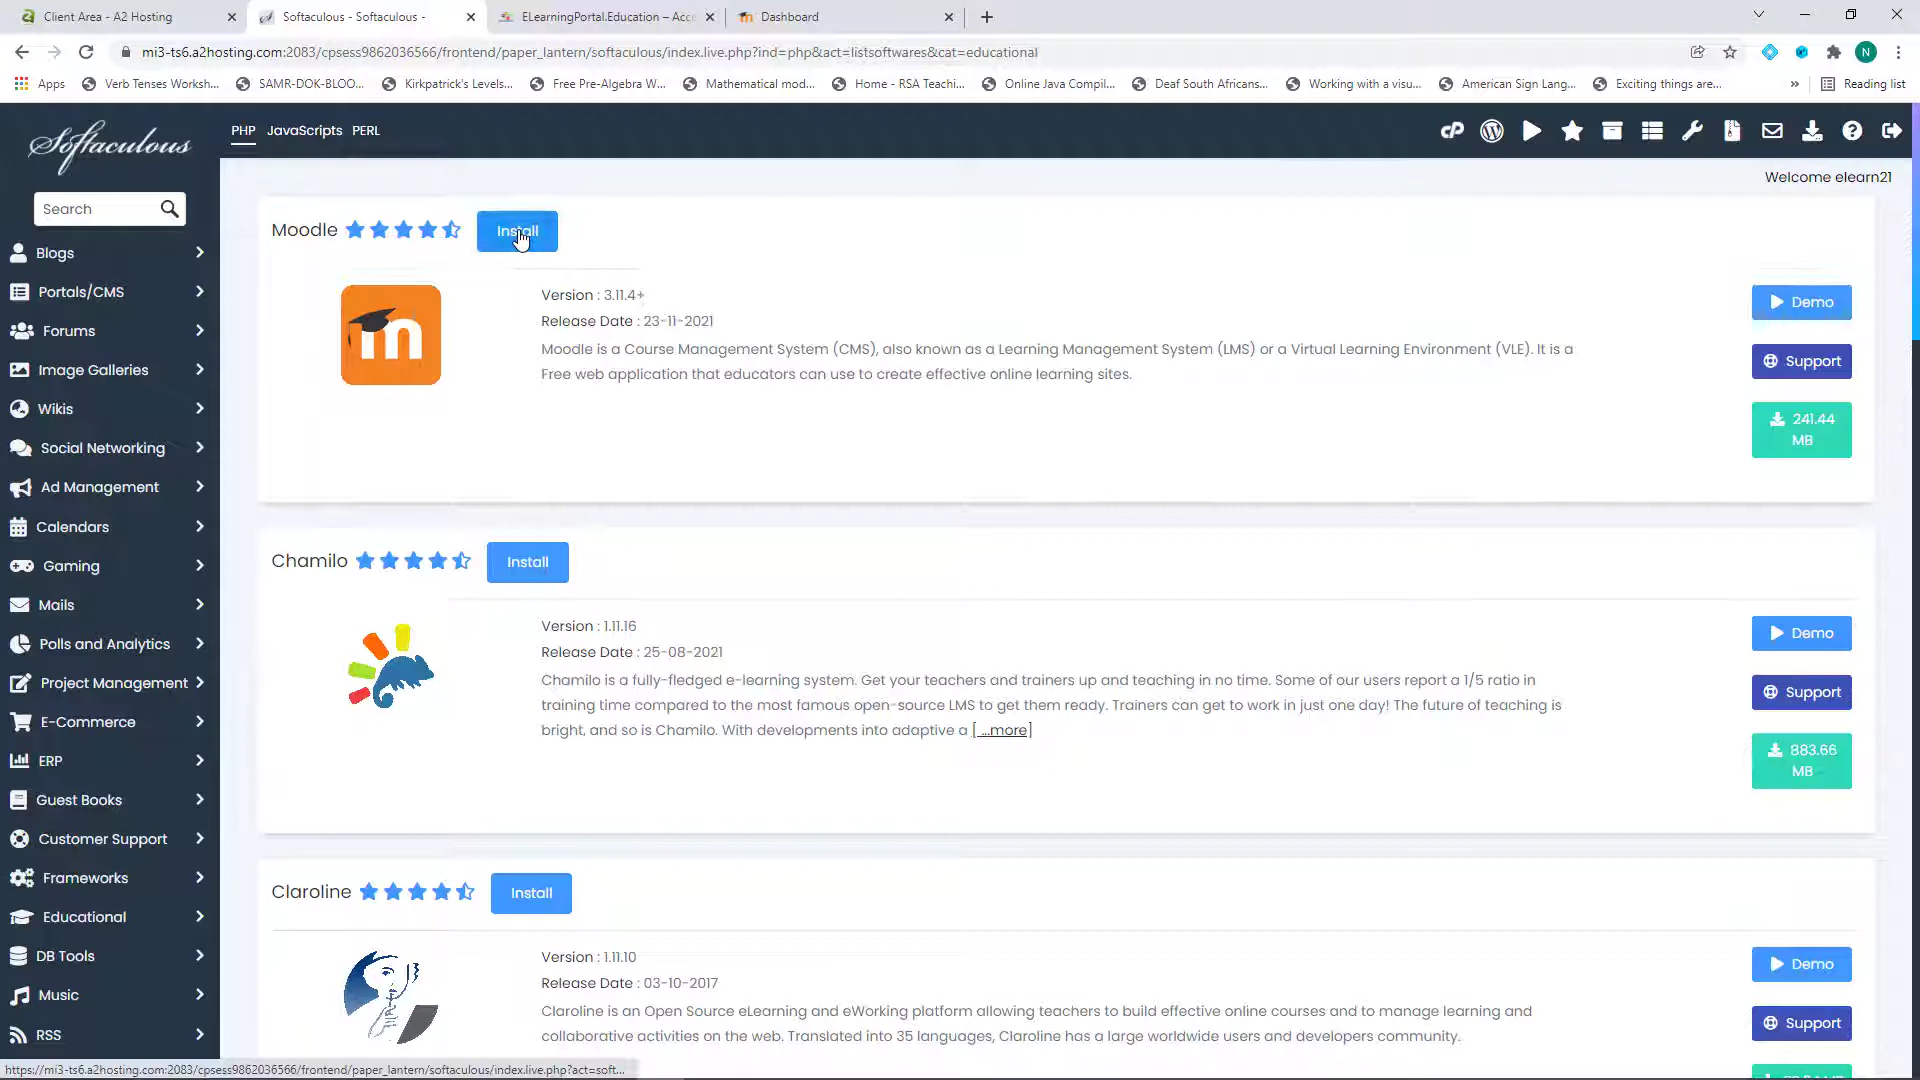 Client Area - A2 Hosting
Softaculous - Softaculous -
ELearningPortal.Education – Acce
Dashboard
mi3-ts6.a2hosting.com:2083/cpsess9862036566/frontend/paper_lantern/softaculous/index.live.php?ind=php&act=listsoftwares&cat=educational
N
Apps
Verb Tenses Worksh...
SAMR-DOK-BLOO...
Kirkpatrick's Levels...
Free Pre-Algebra W...
Mathematical mod...
Home - RSA Teachi...
Online Java Compil...
Deaf South Africans...
Working with a visu...
American Sign Lang...
Exciting things are...
»
Reading list
Softaculous
PHP JavaScripts PERL
Welcome elearn21
Search
Blogs
Portals/CMS
Forums
Image Galleries
Wikis
Social Networking
Ad Management
Calendars
Gaming
Mails
Polls and Analytics
Project Management
E-Commerce
ERP
Guest Books
Customer Support
Frameworks
Educational
DB Tools
Music
RSS
Moodle
Install
m
Version : 3.11.4+
Release Date : 23-11-2021
Moodle is a Course Management System (CMS), also known as a Learning Management System (LMS) or a Virtual Learning Environment (VLE). It is a
Free web application that educators can use to create effective online learning sites.
Demo
Support
241.44
MB
Chamilo
Install
Version : 1.11.16
Release Date : 25-08-2021
Chamilo is a fully-fledged e-learning system. Get your teachers and trainers up and teaching in no time. Some of our users report a 1/5 ratio in
training time compared to the most famous open-source LMS to get them ready. Trainers can get to work in just one day! The future of teaching is
bright, and so is Chamilo. With developments into adaptive a [ ...more]
Demo
Support
883.66
MB
Claroline
Install
Version : 1.11.10
Release Date : 03-10-2017
Claroline is an Open Source eLearning and eWorking platform allowing teachers to build effective online courses and to manage learning and
collaborative activities on the web. Translated into 35 languages, Claroline has a large worldwide users and developers community.
Demo
Support
https://mi3-ts6.a2hosting.com:2083/cpsess9862036566/frontend/paper_lantern/softaculous/index.live.php?act=soft...